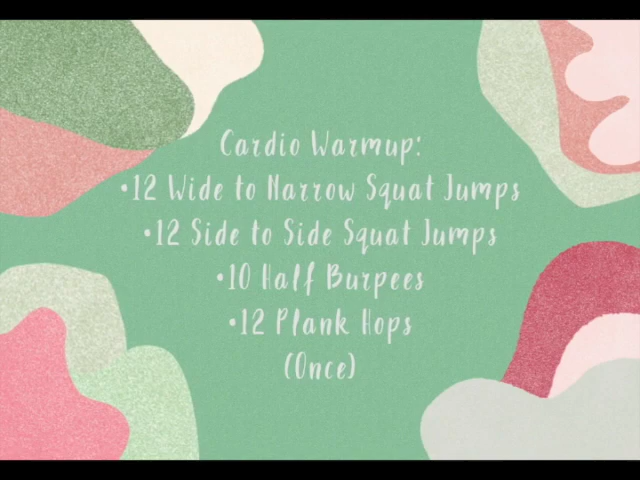 Cardio Warmup:
•12 Wide to Narrow Squat Jumps
•12 Side to Side Squat Jumps
•10 Half Burpees
•12 Plank Hops
(Once)